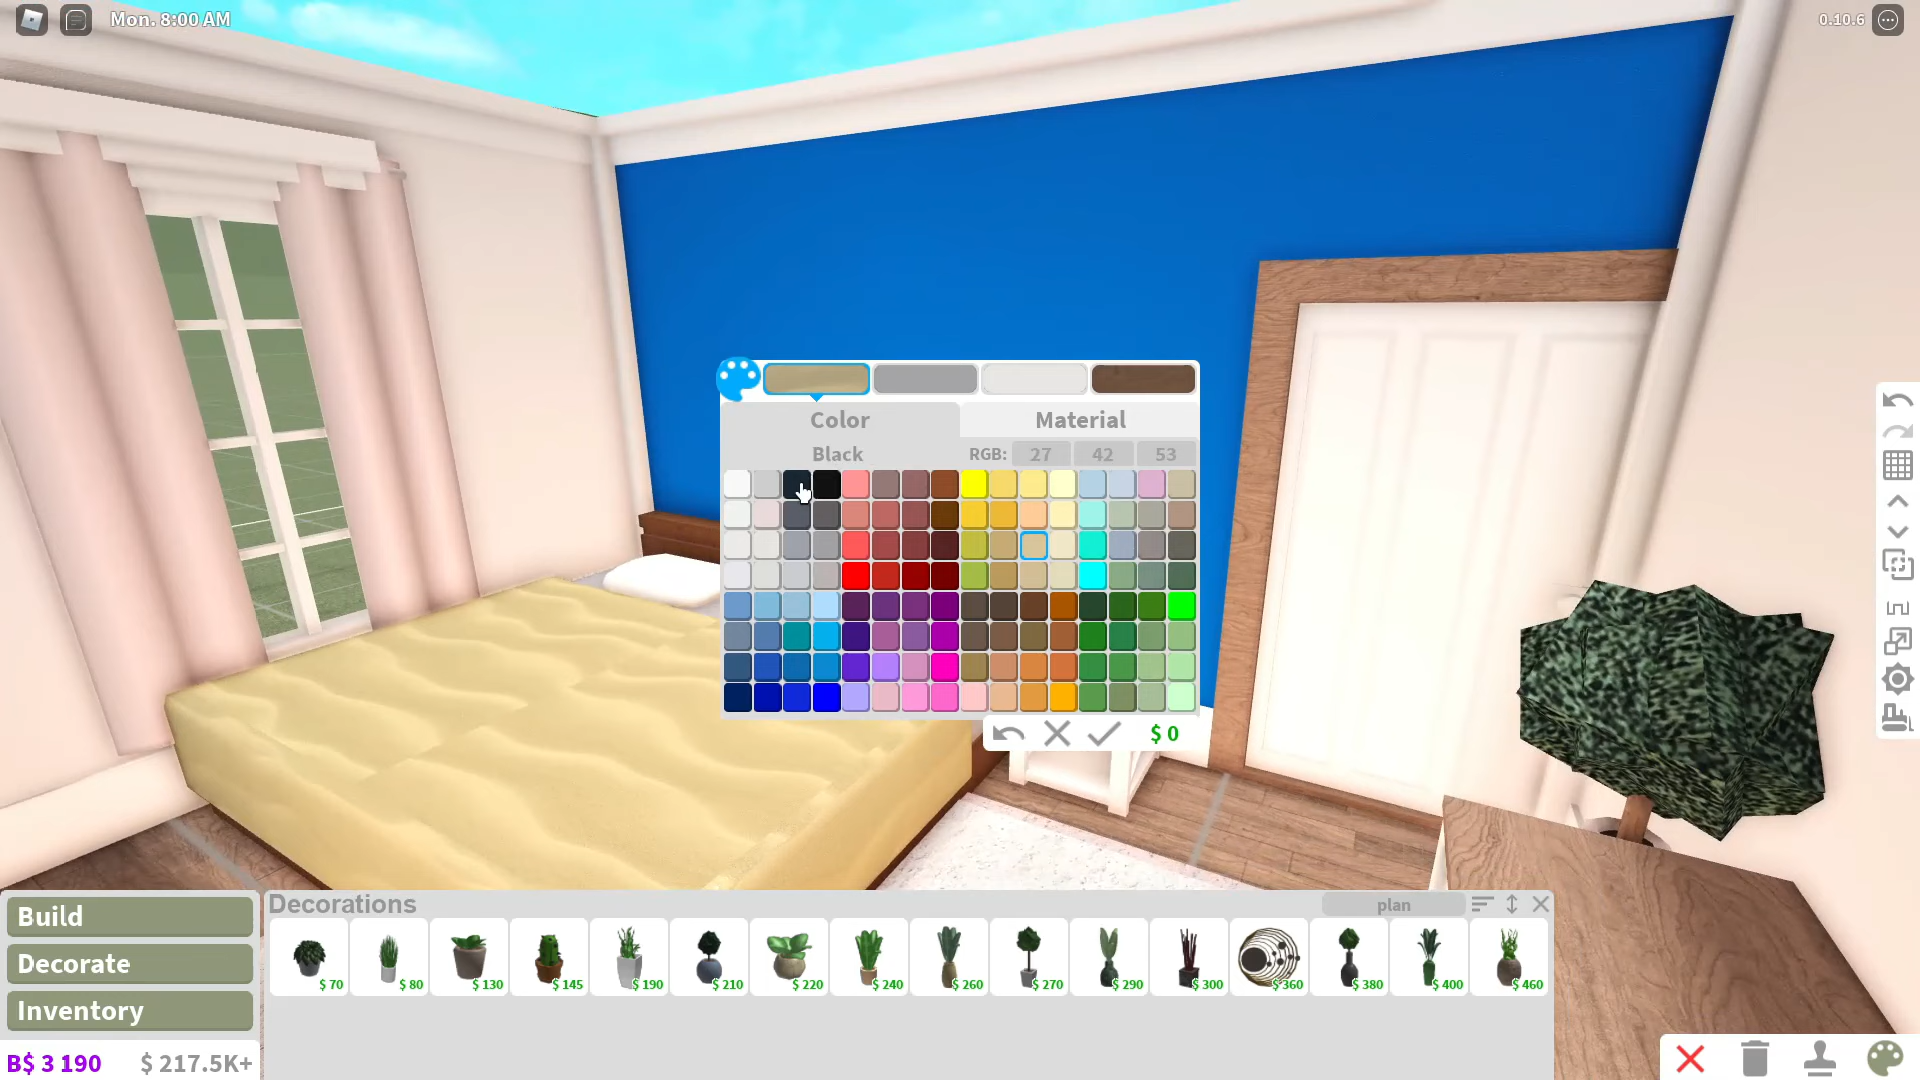 Mon. 8:00 AM
0.10.6
Color
Material
Black
RGB: 27 42 53
$ 0
Build
Decorate
Inventory
B$ 3 190 $ 217.5K+
Decorations
plan
$ 70 $ 80 $ 130 $ 145 $ 190 $ 210 $ 220 $ 240 $ 260 $ 270 $ 290 $ 300 $ 360 $ 380 $ 400 $ 460